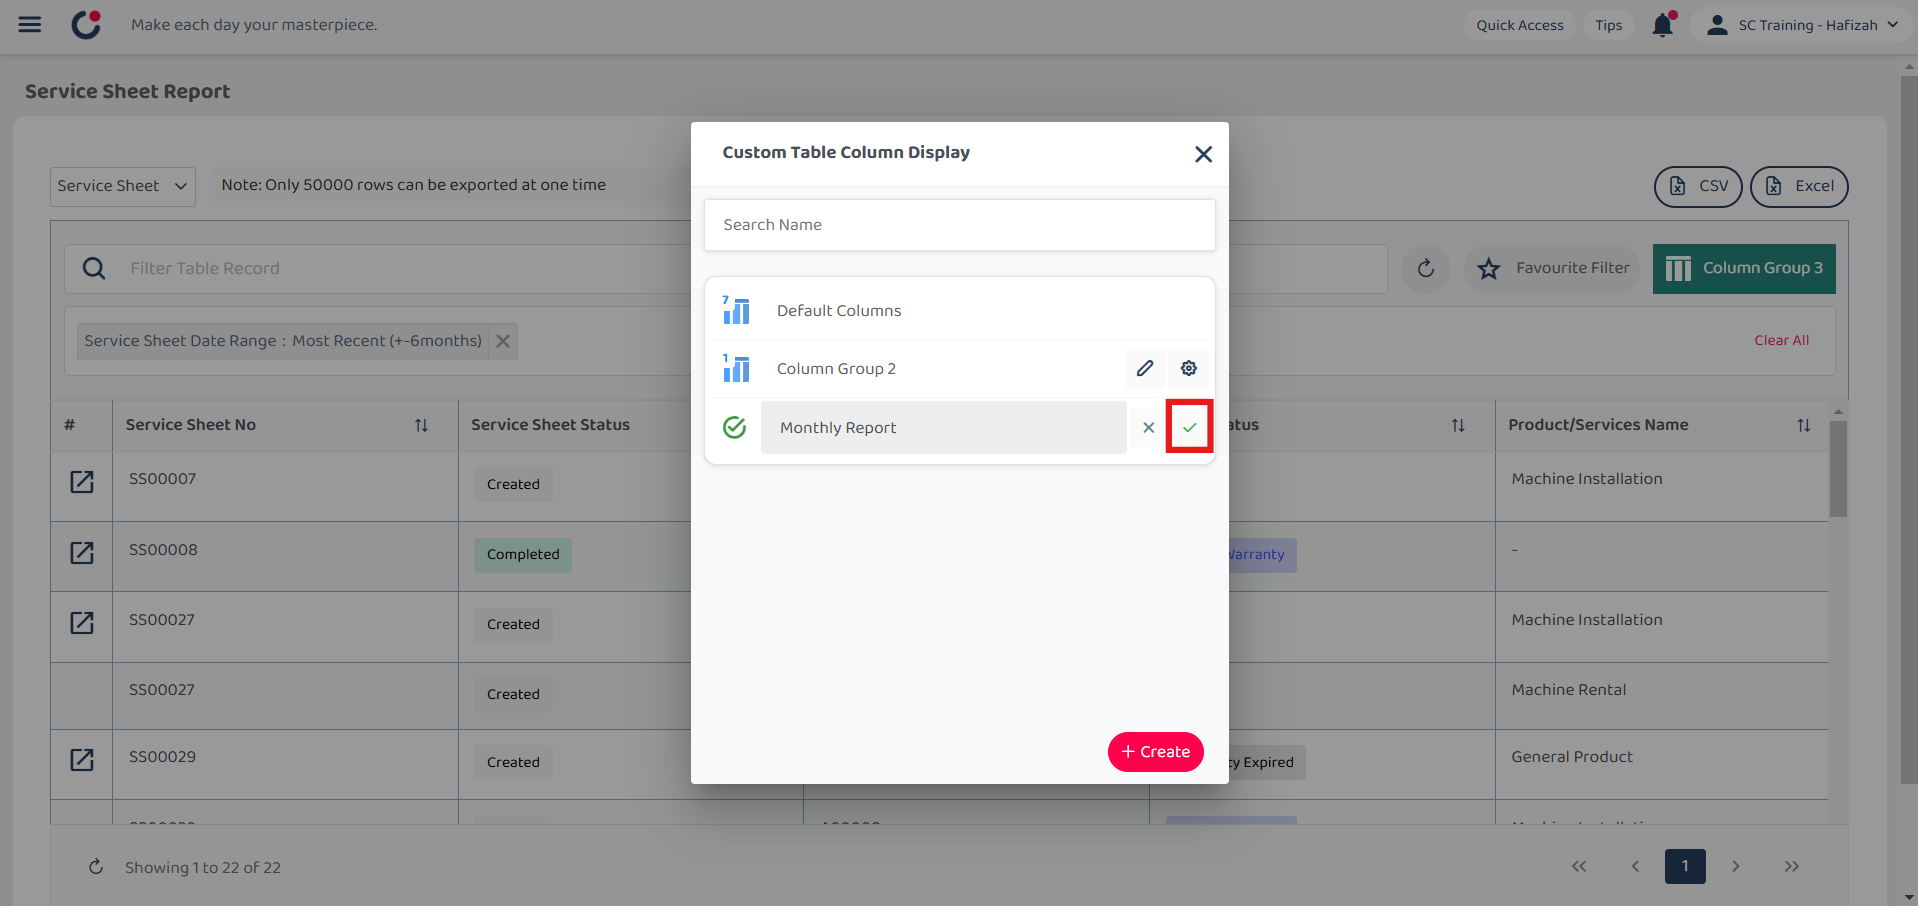 Make each day your masterpiece.
Quick Access
Tips
SC Training - Hafizah
Service Sheet Report
Service Sheet
Note: Only 50000 rows can be exported at one time
CSV
Excel
Filter Table Record
Favourite Filter
Column Group 3
Service Sheet Date Range : Most Recent (+-6months)
Clear All
Custom Table Column Display
Search Name
7
Default Columns
1
Column Group 2
Monthly Report
+ Create
#
Service Sheet No
Service Sheet Status
atus
Product/Services Name
SS00007
Created
Machine Installation
SS00008
Completed
Warranty
-
SS00027
Created
Machine Installation
SS00027
Created
Machine Rental
SS00029
Created
ty Expired
General Product
Showing 1 to 22 of 22
1